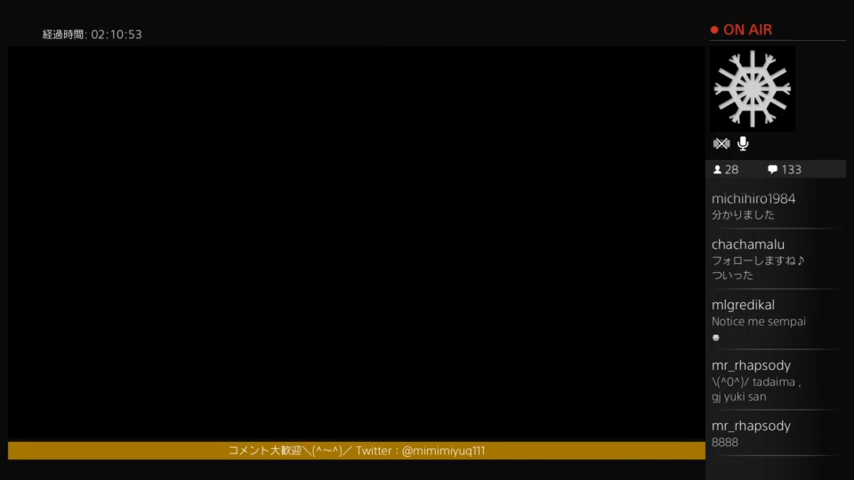 経過時間: 02:10:53
ON AIR
28 133
michihiro1984
分かりました
chachamalu
フォローしますね♪
ついった
mlgredikal
Notice me sempai
mr_rhapsody
\(^0^)/ tadaima ,
gj yuki san
mr_rhapsody
8888
コメント大歓迎＼(^～^)／ Twitter：@mimimiyuq111